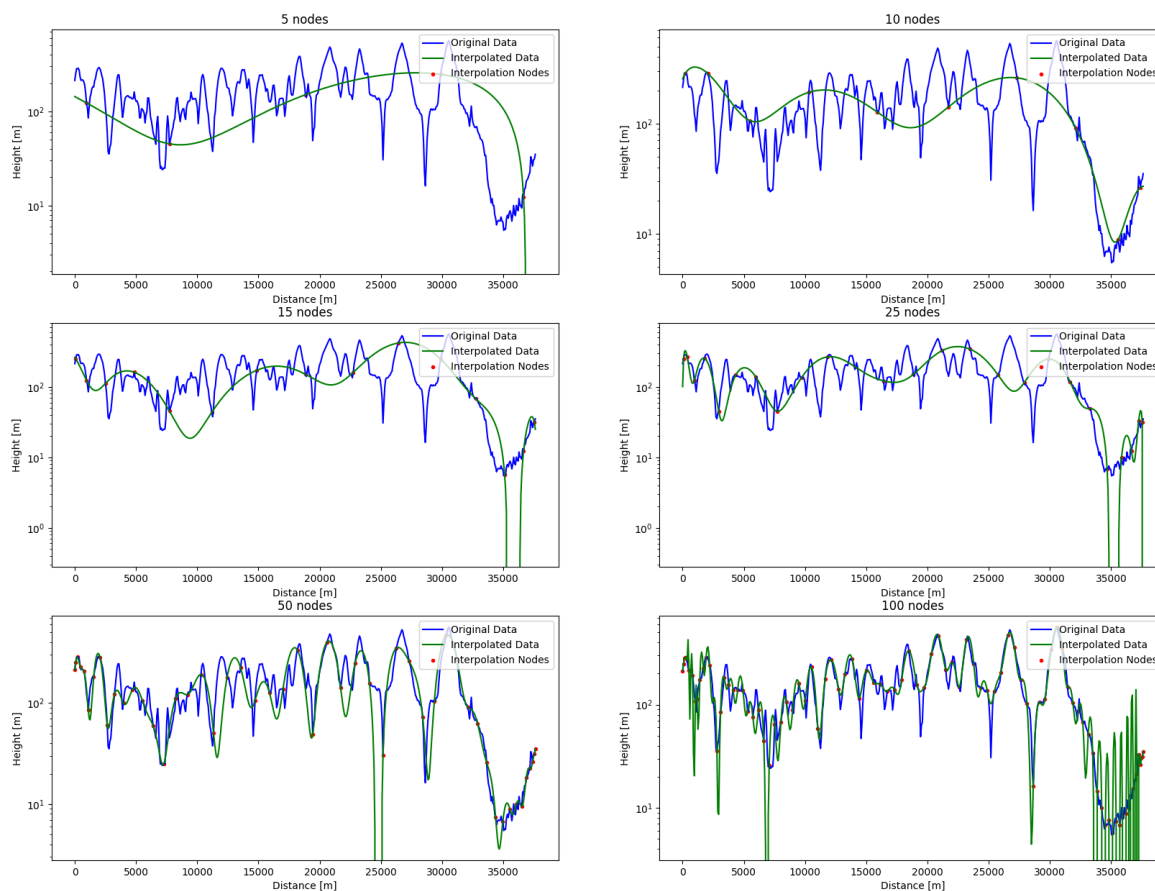 5 nodes
Height [m]
10²
10¹
Original Data
Interpolated Data
Interpolation Nodes
0 5000 10000 15000 20000 25000 30000 35000
Distance [m]
10 nodes
Height [m]
10²
10¹
Original Data
Interpolated Data
Interpolation Nodes
0 5000 10000 15000 20000 25000 30000 35000
Distance [m]
15 nodes
Height [m]
10²
10¹
10⁰
Original Data
Interpolated Data
Interpolation Nodes
0 5000 10000 15000 20000 25000 30000 35000
Distance [m]
25 nodes
Height [m]
10²
10¹
10⁰
Original Data
Interpolated Data
Interpolation Nodes
0 5000 10000 15000 20000 25000 30000 35000
Distance [m]
50 nodes
Height [m]
10²
10¹
Original Data
Interpolated Data
Interpolation Nodes
0 5000 10000 15000 20000 25000 30000 35000
Distance [m]
100 nodes
Height [m]
10²
10¹
Original Data
Interpolated Data
Interpolation Nodes
0 5000 10000 15000 20000 25000 30000 35000
Distance [m]